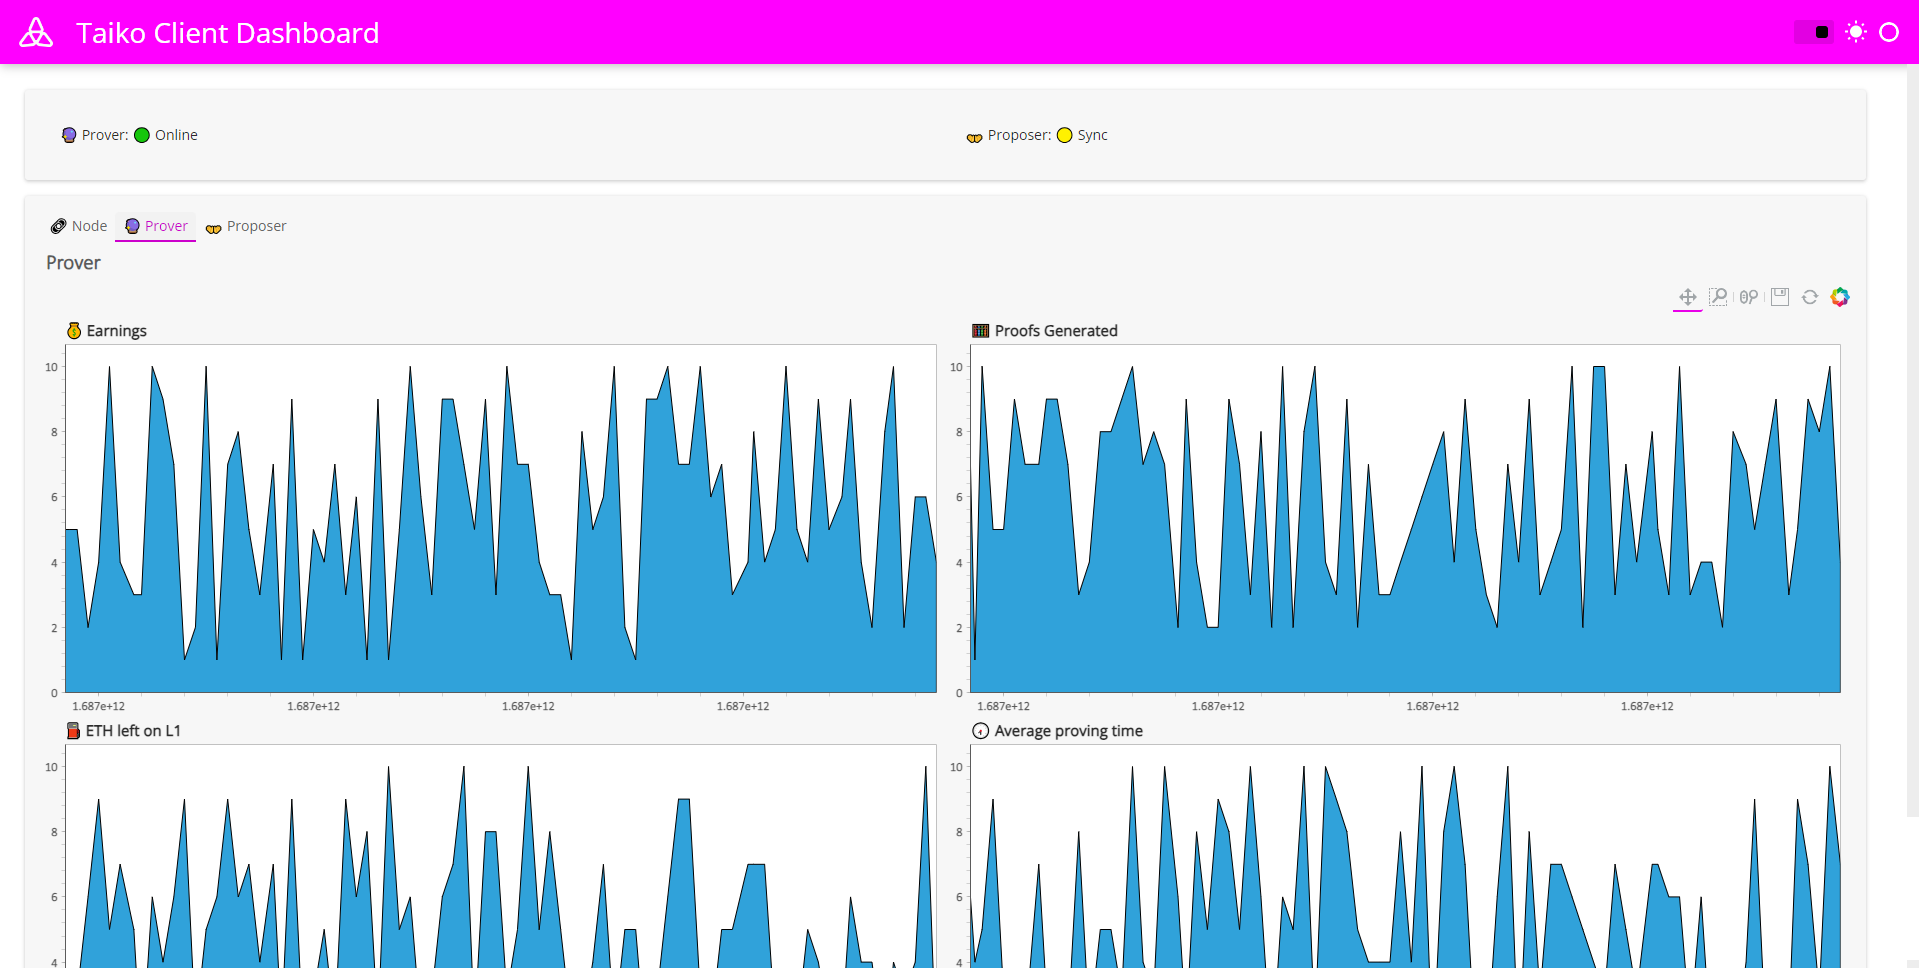 Taiko Client Dashboard
Prover: Online
Proposer: Sync
Node Prover Proposer
Prover
Earnings
10
8
6
4
2
0
1.687e+12 1.687e+12 1.687e+12 1.687e+12
Proofs Generated
10
8
6
4
2
0
1.687e+12 1.687e+12 1.687e+12 1.687e+12
ETH left on L1
10
8
6
4
Average proving time
10
8
6
4